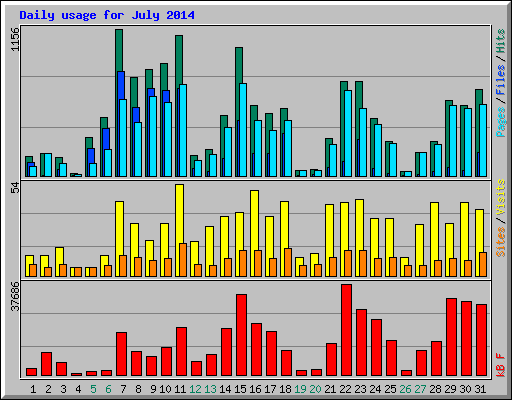 Daily usage for July 2014
1156
Pages/Files/Hits
54
Sites/Visits
37686
kB F
1 2 3 4 5 6 7 8 9 10 11 12 13 14 15 16 17 18 19 20 21 22 23 24 25 26 27 28 29 30 31